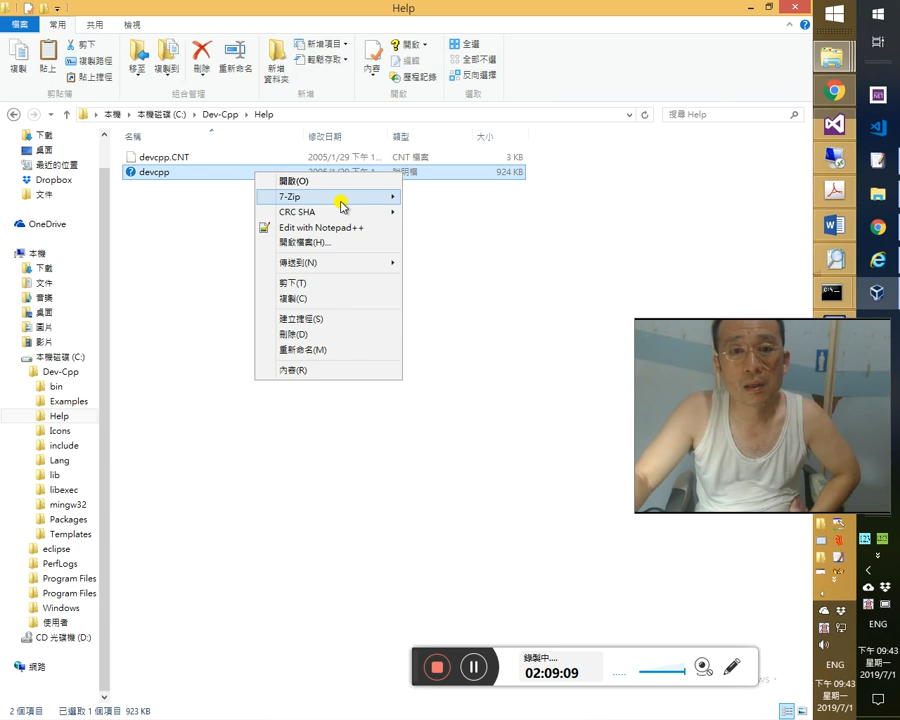 Help
檔案 常用 共用 檢視
複製
貼上
剪下
複製路徑
貼上捷徑
剪貼簿
移至
複製到
刪除
重新命名
組合管理
新增
資料夾
新增項目
輕鬆存取
新增
內容
開啟
編輯
歷程記錄
開啟
全選
全部不選
反向選擇
選取
本機 本機磁碟 (C:) Dev-Cpp Help
搜尋 Help
名稱 修改日期 類型 大小
devcpp.CNT 2005/1/29 下午 1... CNT 檔案 3 KB
devcpp 924 KB
下載
桌面
最近的位置
Dropbox
文件
OneDrive
本機
下載
文件
音樂
桌面
圖片
影片
本機磁碟 (C:)
Dev-Cpp
bin
Examples
Help
Icons
include
Lang
lib
libexec
mingw32
Packages
Templates
eclipse
PerfLogs
Program Files
Program Files
Windows
使用者
CD 光碟機 (D:)
網路
開啟(O)
7-Zip
CRC SHA
Edit with Notepad++
開啟檔案(H)...
傳送到(N)
剪下(T)
複製(C)
建立捷徑(S)
刪除(D)
重新命名(M)
內容(R)
錄製中....
02:09:09
2 個項目 已選取 1 個項目 923 KB
ENG
下午 09:43
星期一
2019/7/1
ENG
下午 09:43
星期一
2019/7/1